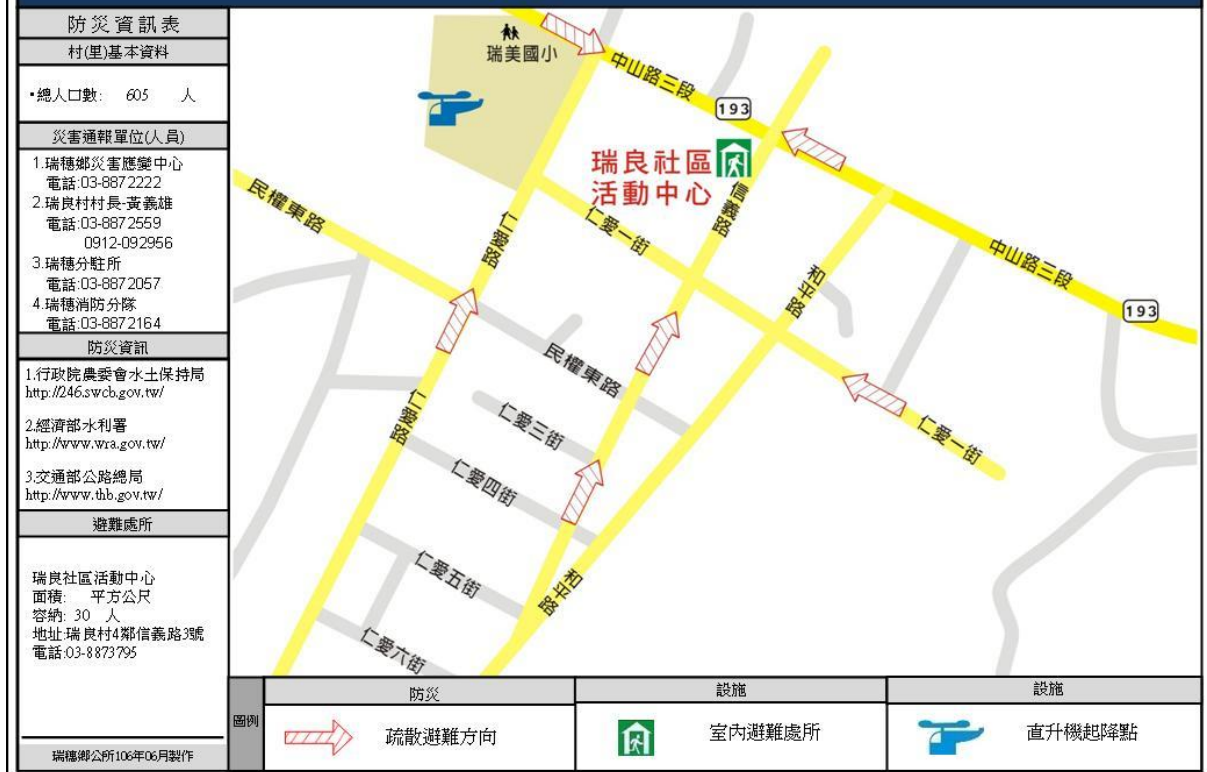 防災資訊表
村(里)基本資料
•總人口數: 605 人
災害通報單位(人員)
1.瑞穗鄉災害應變中心
電話:03-8872222
2.瑞良村村長-黃義雄
電話:03-8872559
0912-092956
3.瑞穗分駐所
電話:03-8872057
4.瑞穗消防分隊
電話:03-8872164
防災資訊
1.行政院農委會水土保持局
http://246.swcb.gov.tw/
2.經濟部水利署
http://www.wra.gov.tw/
3.交通部公路總局
http://www.thb.gov.tw/
避難處所
瑞良社區活動中心
面積: 平方公尺
容納: 30 人
地址:瑞良村4鄰信義路3號
電話:03-8873795
瑞穗鄉公所106年06月製作
瑞美國小
中山路三段
193
瑞良社區
活動中心
信義路
民權東路
仁愛路
仁愛一街
和平路
中山路三段
193
民權東路
仁愛路
仁愛三街
仁愛一街
仁愛四街
仁愛五街
和平路
仁愛六街
圖例
防災
設施
設施
疏散避難方向
室內避難處所
直升機起降點